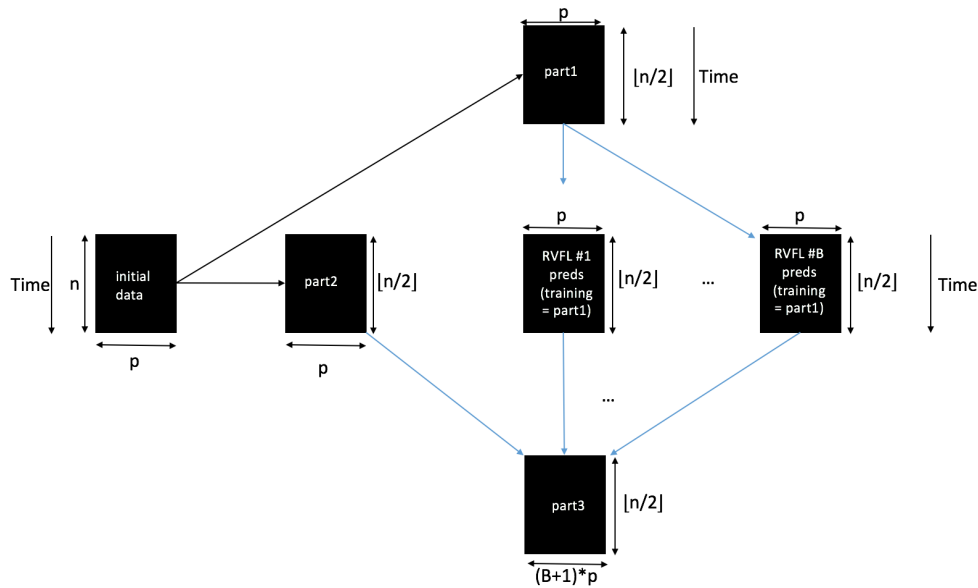 p
part1
⌊n/2⌋
Time
Time
n
initial
data
p
part2
⌊n/2⌋
p
p
RVFL #1
preds
(training
= part1)
⌊n/2⌋
...
p
RVFL #B
preds
(training
= part1)
⌊n/2⌋
Time
...
part3
⌊n/2⌋
(B+1)*p